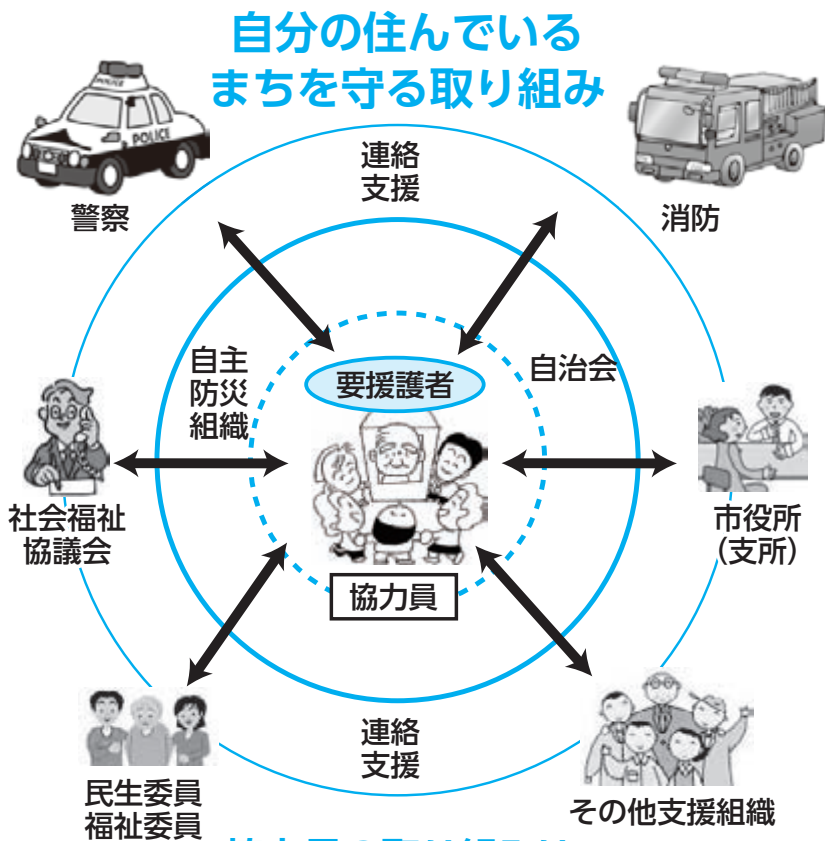 自分の住んでいる
まちを守る取り組み
POLICE
POLICE
警察
連絡
支援
消防
自主
防災
組織
要援護者
自治会
社会福祉
協議会
市役所
（支所）
協力員
民生委員
福祉委員
連絡
支援
その他支援組織